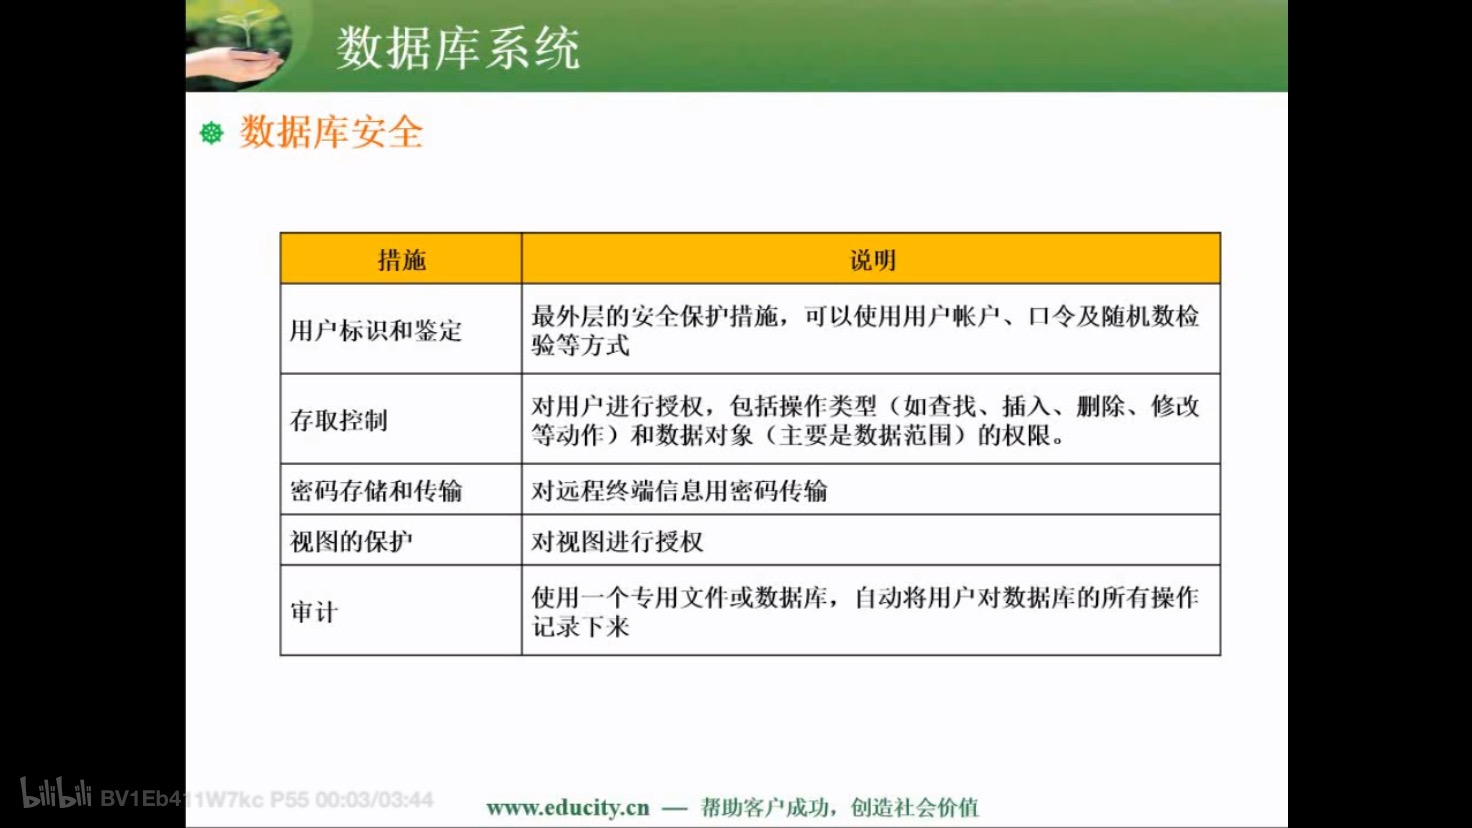 数据库系统
数据库安全
措施
说明
用户标识和鉴定
最外层的安全保护措施，可以使用用户帐户、口令及随机数检
验等方式
存取控制
对用户进行授权，包括操作类型（如查找、插入、删除、修改
等动作）和数据对象（主要是数据范围）的权限。
密码存储和传输
对远程终端信息用密码传输
视图的保护
对视图进行授权
审计
使用一个专用文件或数据库，自动将用户对数据库的所有操作
记录下来
bilibili BV1Eb411W7kc P55 00:03/03:44
www.educity.cn — 帮助客户成功，创造社会价值